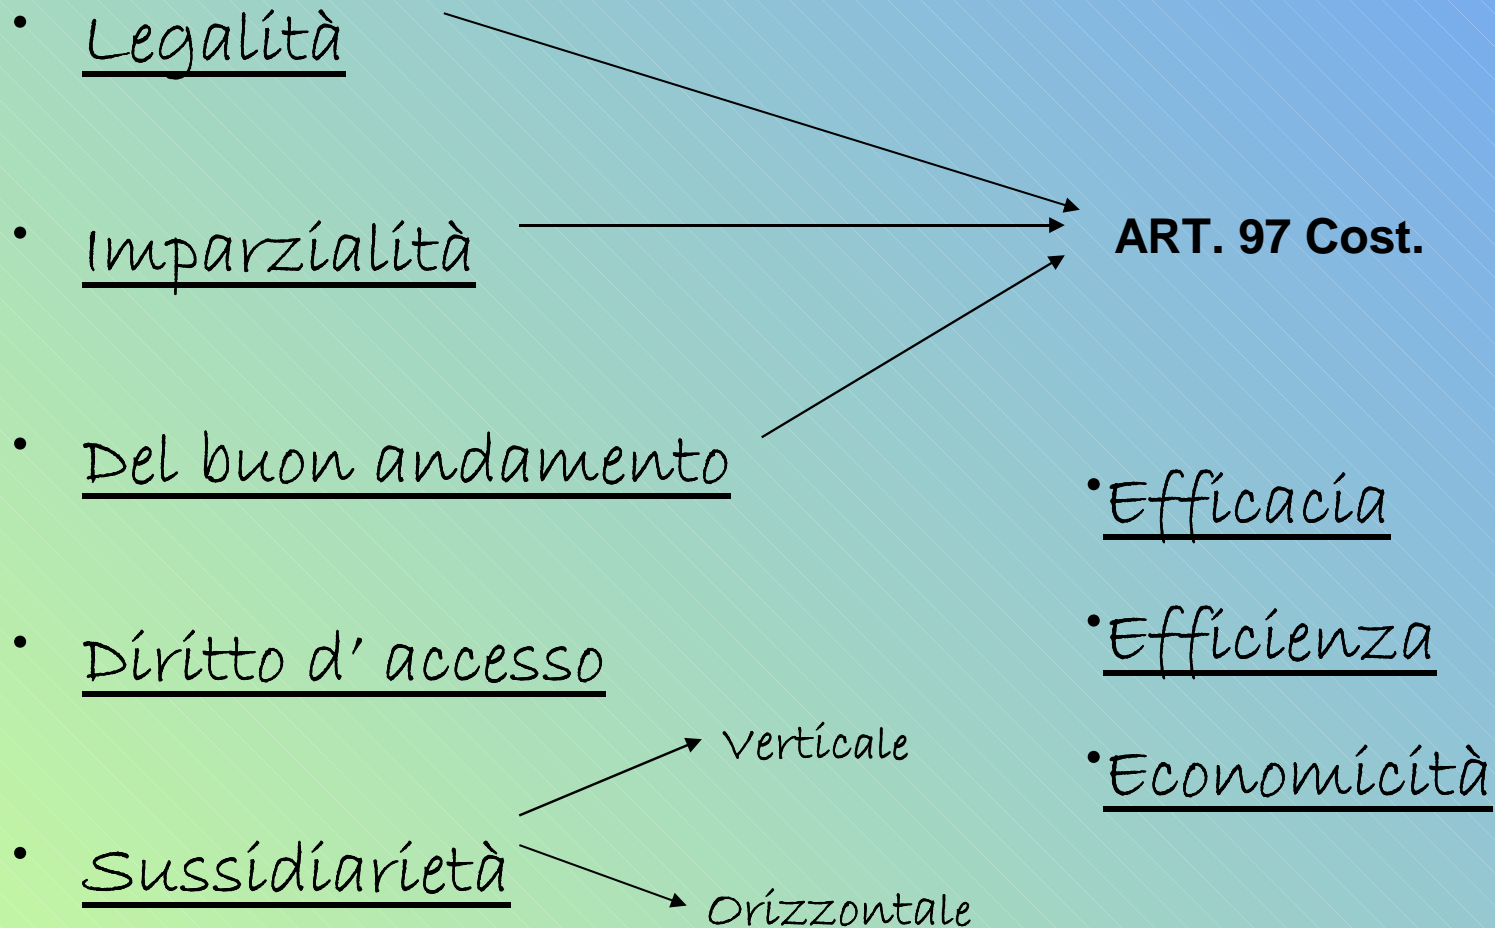 • Legalità
• Imparzialità
ART. 97 Cost.
• Del buon andamento
• Efficacia
• Diritto d' accesso
• Efficienza
Verticale
• Economicità
• Sussidiarietà
Orizzontale